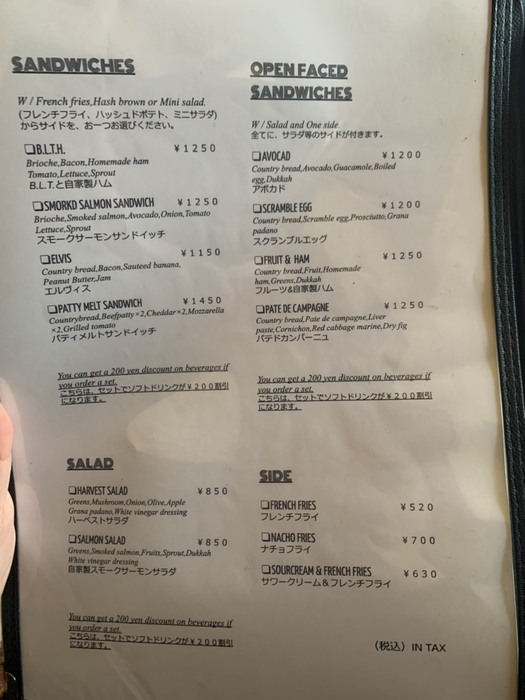 SANDWICHES
W / French fries,Hash brown or Mini salad.
(フレンチフライ、ハッシュドポテト、ミニサラダ)
からサイドを、お一つお選びください。
❏B.L.T.H. ¥1250
Brioche,Bacon,Homemade ham
Tomato,Lettuce,Sprout
B.L.T.と自家製ハム
❏SMORKD SALMON SANDWICH ¥1250
Brioche,Smoked salmon,Avocado,Onion,Tomato
Lettuce,Sprout
スモークサーモンサンドイッチ
❏ELVIS ¥1150
Country bread,Bacon,Sauteed banana,
Peanut Butter,Jam
エルヴィス
❏PATTY MELT SANDWICH ¥1450
Countrybread,Beefpatty×2,Cheddar×2,Mozzarella
×2,Grilled tomato
パティメルトサンドイッチ
You can get a 200 yen discount on beverages if
you order a set.
こちらは、セットでソフトドリンクが¥200割引
になります。
OPEN FACED
SANDWICHES
W / Salad and One side.
全てに、サラダ等のサイドが付きます。
❏AVOCAD ¥1200
Country bread,Avocado,Guacamole,Boiled
egg,Dukkah
アボカド
❏SCRAMBLE EGG ¥1200
Country bread,Scramble egg,Prosciutto,Grana
padano
スクランブルエッグ
❏FRUIT & HAM ¥1250
Country bread,Fruit,Homemade
ham,Greens,Dukkah
フルーツ&自家製ハム
❏PATE DE CAMPAGNE ¥1250
Country bread,Pate de campagne,Liver
paste,Cornichon,Red cabbage marine,Dry fig
パテドカンパーニュ
You can get a 200 yen discount on beverages if
you order a set.
こちらは、セットでソフトドリンクが¥200割引
になります。
SALAD
❏HARVEST SALAD ¥850
Greens,Mushroom,Onion,Olive,Apple
Grana padano,White vinegar dressing
ハーベストサラダ
❏SALMON SALAD ¥850
Greens,Smoked salmon,Fruits,Sprout,Dukkah
White vinegar dressing
自家製スモークサーモンサラダ
You can get a 200 yen discount on beverages if
you order a set.
こちらは、セットでソフトドリンクが¥200割引
になります。
SIDE
❏FRENCH FRIES ¥520
フレンチフライ
❏NACHO FRIES ¥700
ナチョフライ
❏SOURCREAM & FRENCH FRIES ¥630
サワークリーム&フレンチフライ
(税込) IN TAX